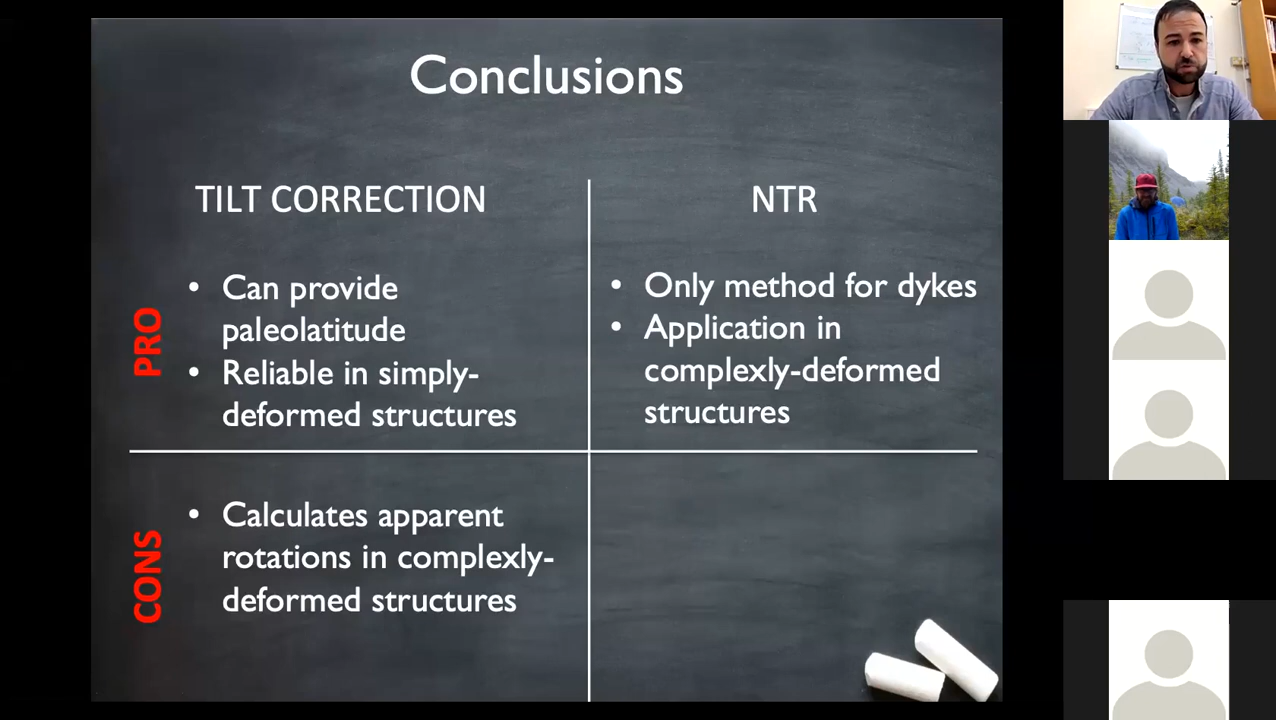 Conclusions
TILT CORRECTION
NTR
PRO
• Can provide
paleolatitude
• Reliable in simply-
deformed structures
• Only method for dykes
• Application in
complexly-deformed
structures
CONS
• Calculates apparent
rotations in complexly-
deformed structures